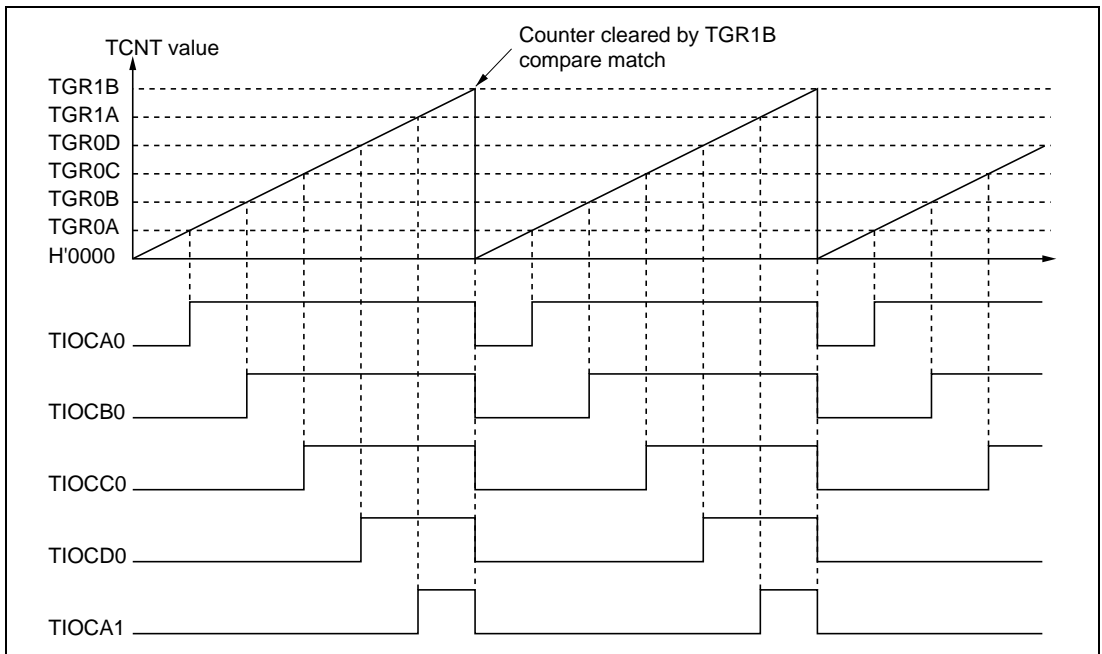 Counter cleared by TGR1B
compare match
TCNT value
TGR1B
TGR1A
TGR0D
TGR0C
TGR0B
TGR0A
H'0000
TIOCA0
TIOCB0
TIOCC0
TIOCD0
TIOCA1